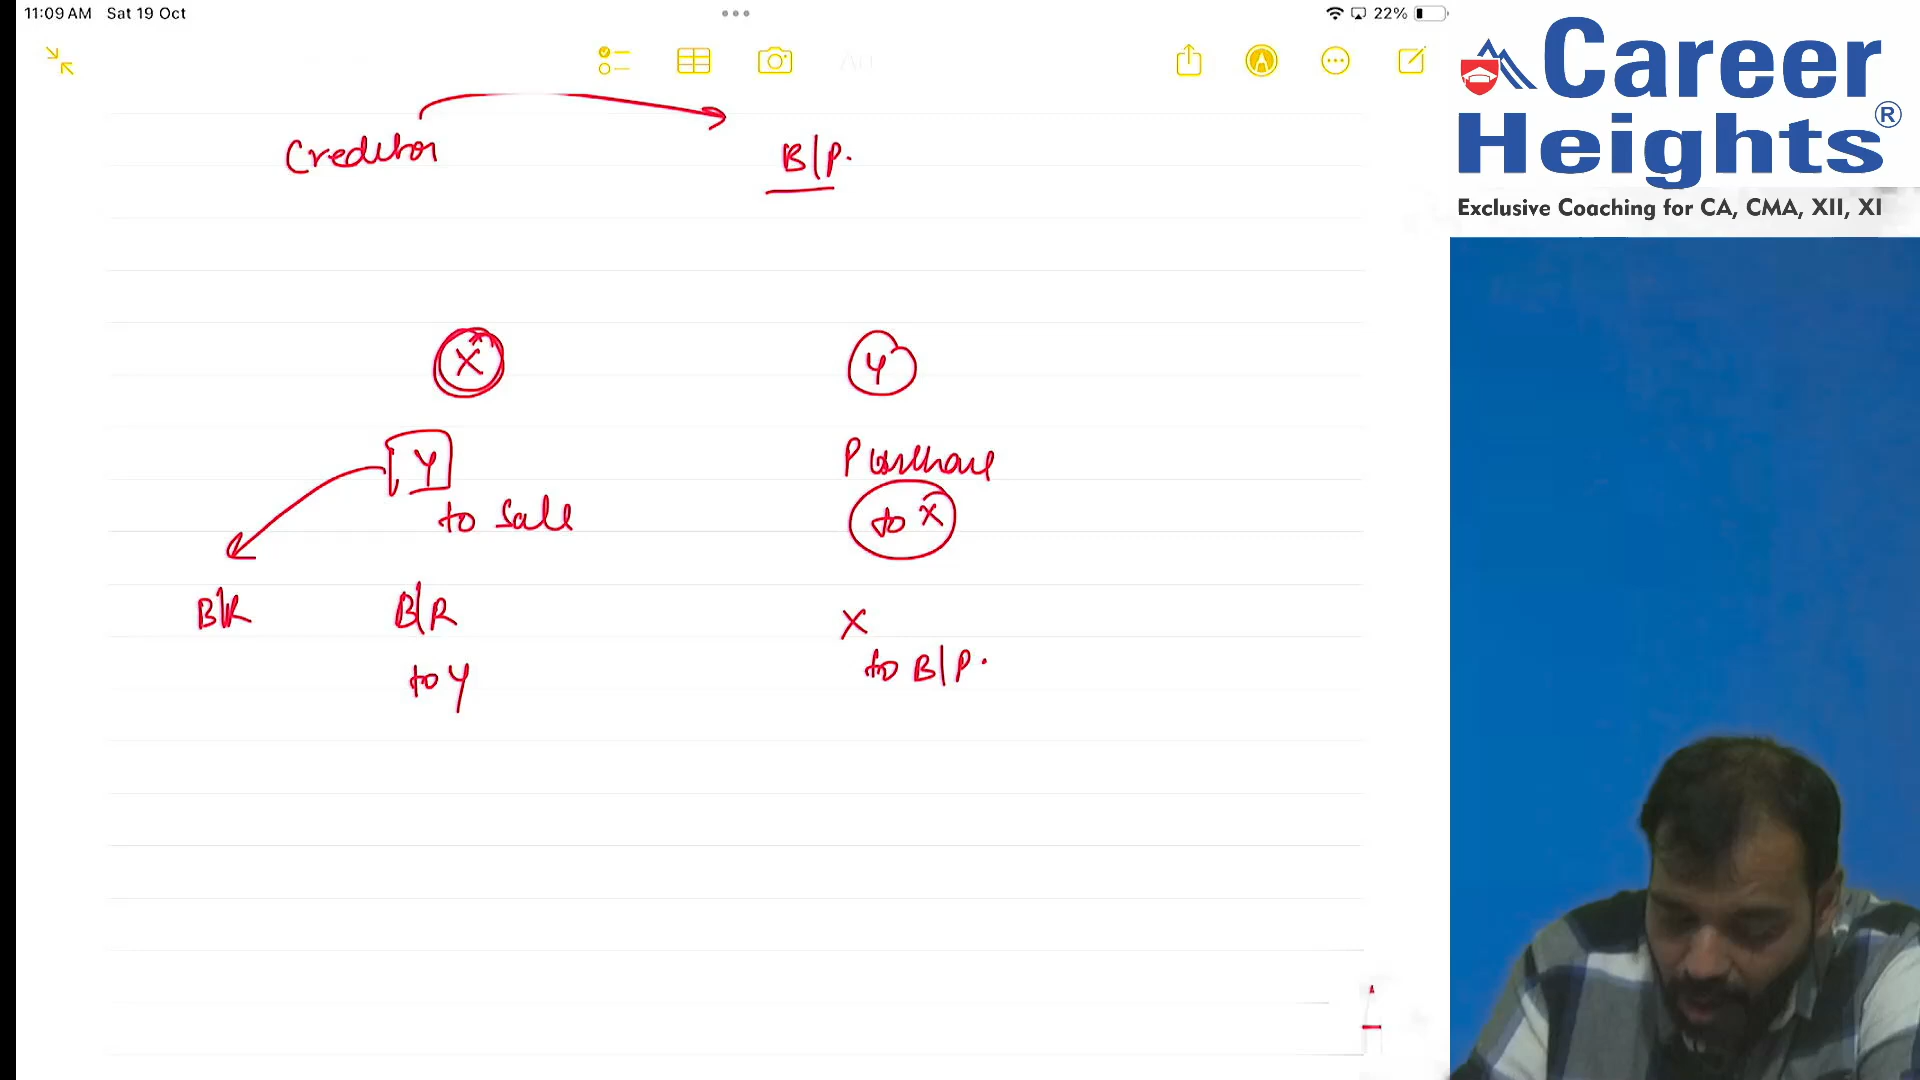 11:09 AM Sat 19 Oct
22%
Career
Heights®
Exclusive Coaching for CA, CMA, XII, XI
Creditor B/P.
X Y
Y Purchase
to Sale to X
B/R B/R X
to Y to B/P.